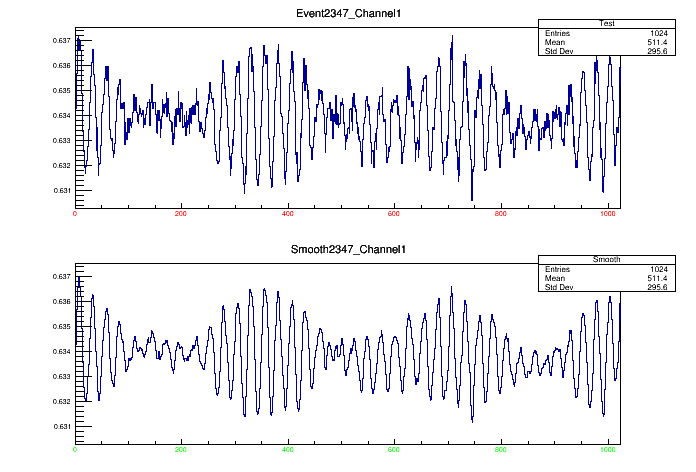 Event2347_Channel1
Test
Entries 1024
Mean 511.4
Std Dev 295.6
0.637
0.636
0.635
0.634
0.633
0.632
0.631
0 200 400 600 800 1000
Smooth2347_Channel1
Smooth
Entries 1024
Mean 511.4
Std Dev 295.6
0.637
0.636
0.635
0.634
0.633
0.632
0.631
0 200 400 600 800 1000